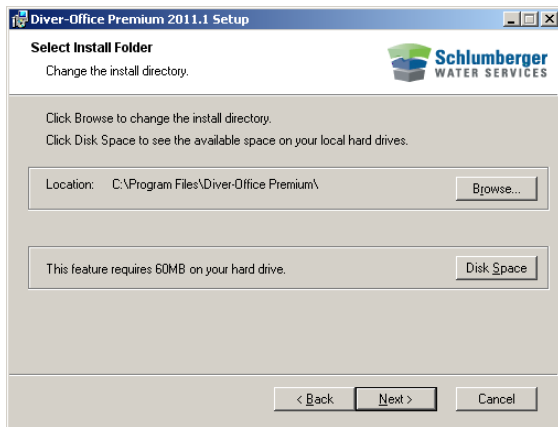 Diver-Office Premium 2011.1 Setup
Select Install Folder
Change the install directory.
Schlumberger
WATER SERVICES
Click Browse to change the install directory.
Click Disk Space to see the available space on your local hard drives.
Location: C:\Program Files\Diver-Office Premium\
Browse...
This feature requires 60MB on your hard drive.
Disk Space
< Back Next > Cancel